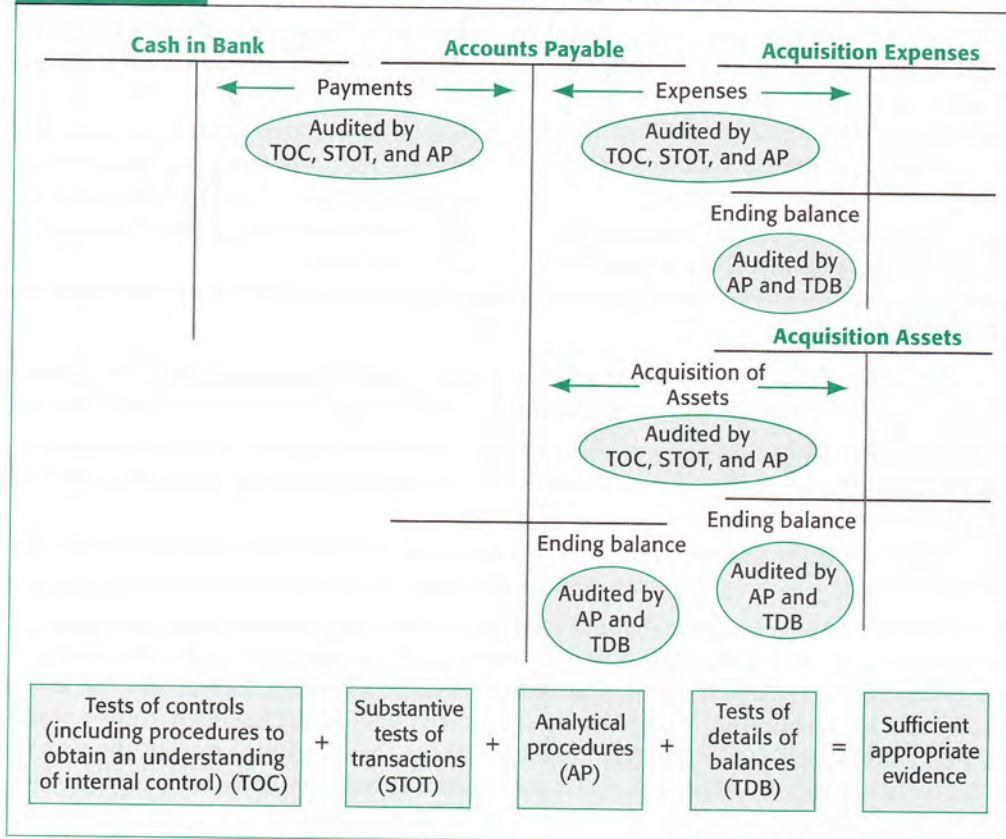 Cash in Bank
Accounts Payable
Acquisition Expenses
Payments
Expenses
Audited by
TOC, STOT, and AP
Audited by
TOC, STOT, and AP
Ending balance
Audited by
AP and TDB
Acquisition Assets
Acquisition of
Assets
Audited by
TOC, STOT, and AP
Ending balance
Audited by
AP and
TDB
Ending balance
Audited by
AP and
TDB
Tests of controls
(including procedures to
obtain an understanding
of internal control) (TOC)
+
Substantive
tests of
transactions
(STOT)
+
Analytical
procedures
(AP)
+
Tests of
details of
balances
(TDB)
=
Sufficient
appropriate
evidence